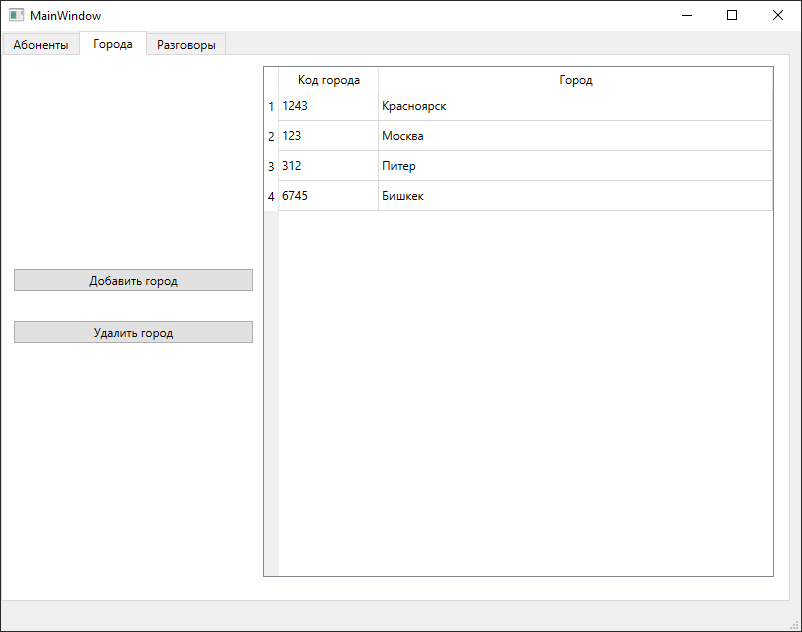 MainWindow
Абоненты Города Разговоры
Код города Город
1 1243 Красноярск
2 123 Москва
3 312 Питер
4 6745 Бишкек
Добавить город
Удалить город